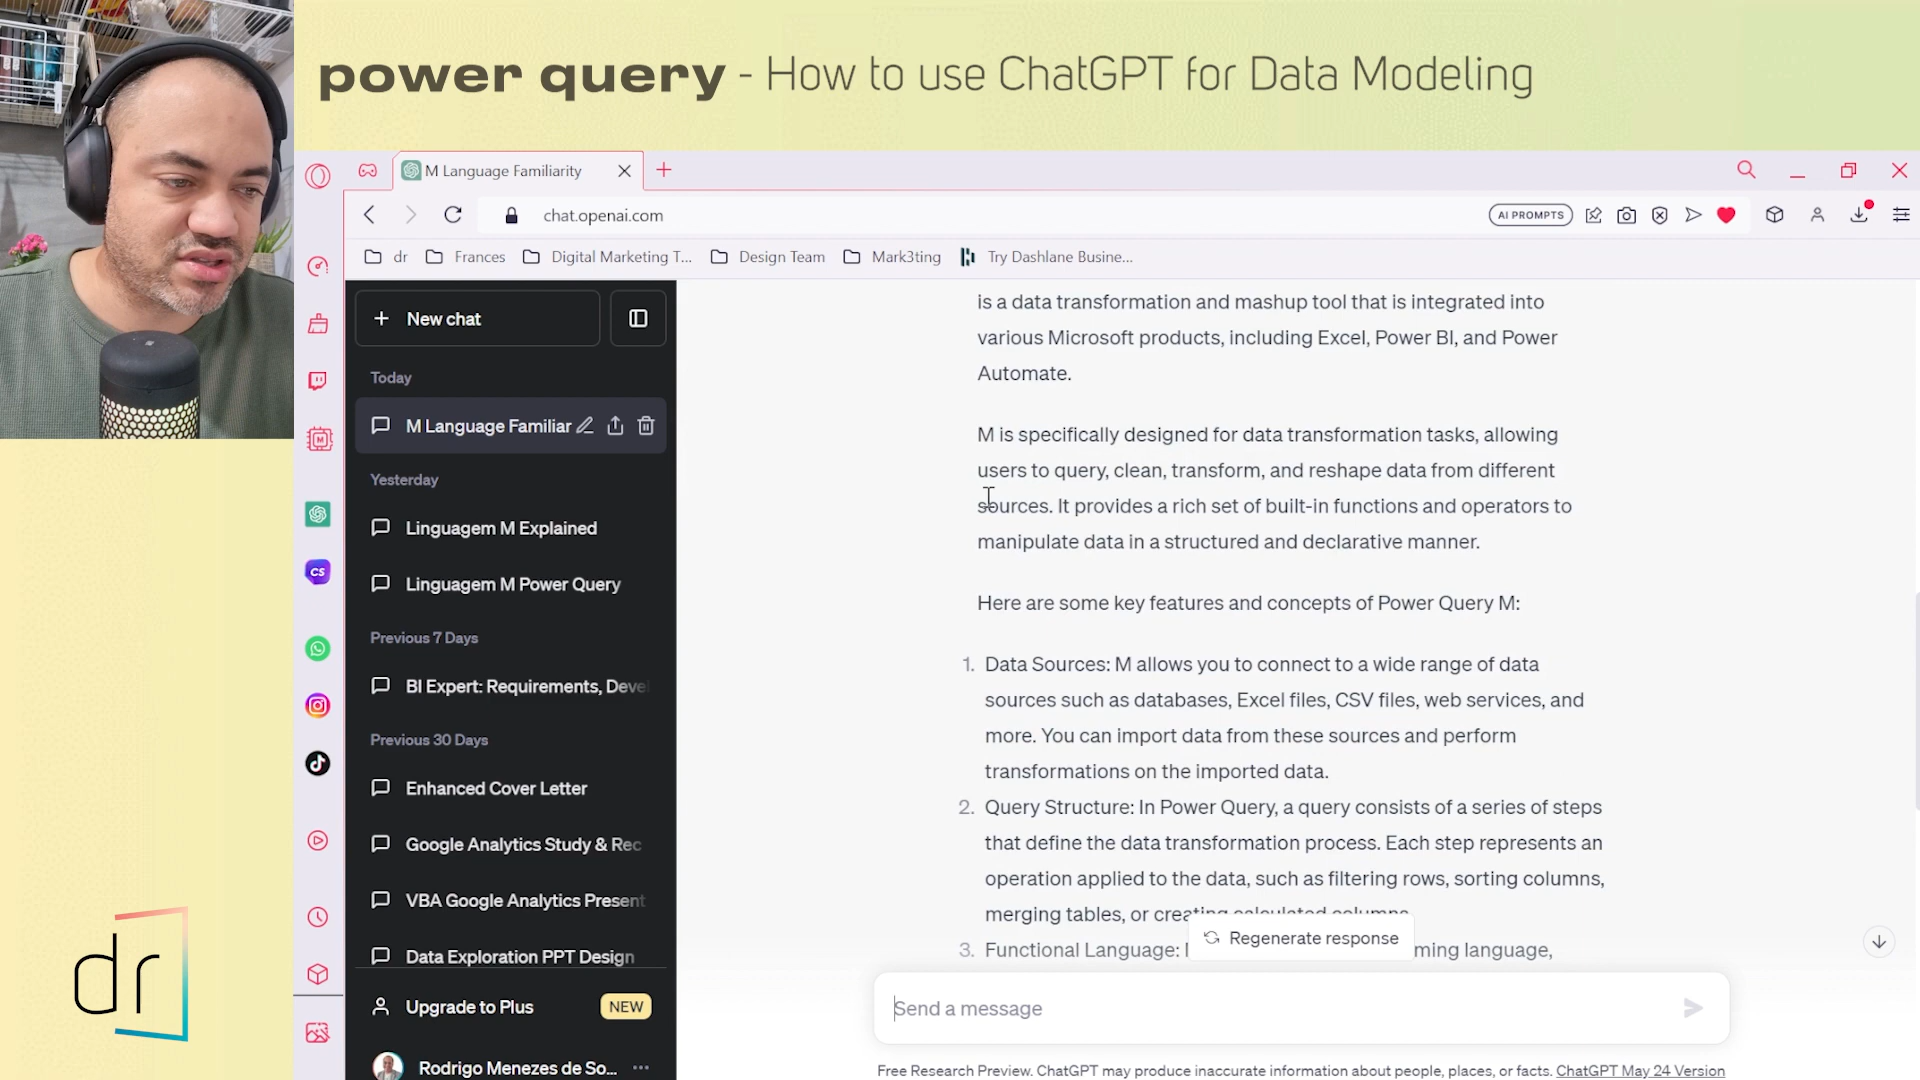 power query - How to use ChatGPT for Data Modeling
M Language Familiarity
chat.openai.com
AI PROMPTS
dr
Frances
Digital Marketing T...
Design Team
Mark3ting
Try Dashlane Busine...
New chat
Today
M Language Familiar
Yesterday
Linguagem M Explained
Linguagem M Power Query
Previous 7 Days
BI Expert: Requirements, Deve
Previous 30 Days
Enhanced Cover Letter
Google Analytics Study & Rec
VBA Google Analytics Present
Data Exploration PPT Design
Upgrade to Plus
NEW
Rodrigo Menezes de So...
is a data transformation and mashup tool that is integrated into
various Microsoft products, including Excel, Power BI, and Power
Automate.
M is specifically designed for data transformation tasks, allowing
users to query, clean, transform, and reshape data from different
sources. It provides a rich set of built-in functions and operators to
manipulate data in a structured and declarative manner.
Here are some key features and concepts of Power Query M:
1. Data Sources: M allows you to connect to a wide range of data
sources such as databases, Excel files, CSV files, web services, and
more. You can import data from these sources and perform
transformations on the imported data.
2. Query Structure: In Power Query, a query consists of a series of steps
that define the data transformation process. Each step represents an
operation applied to the data, such as filtering rows, sorting columns,
merging tables, or creating calculated columns.
3. Functional Language: ming language,
Regenerate response
Send a message
Free Research Preview. ChatGPT may produce inaccurate information about people, places, or facts. ChatGPT May 24 Version
CS
M
dr